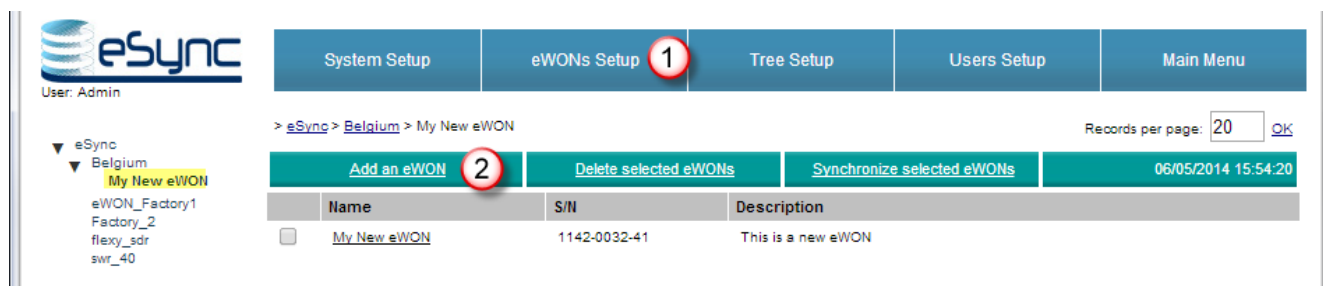 eSync
User: Admin
System Setup eWONs Setup 1 Tree Setup Users Setup Main Menu
> eSync > Belgium > My New eWON Records per page: 20 OK
▼ eSync
▼ Belgium
My New eWON
eWON_Factory1
Factory_2
flexy_sdr
swr_40
Add an eWON 2 Delete selected eWONs Synchronize selected eWONs 06/05/2014 15:54:20
Name S/N Description
My New eWON 1142-0032-41 This is a new eWON